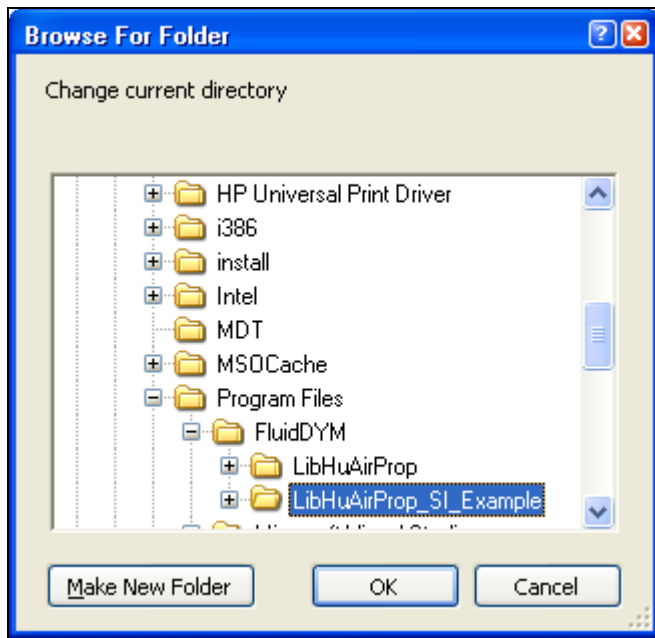 Browse For Folder
Change current directory
HP Universal Print Driver
i386
install
Intel
MDT
MSOCache
Program Files
FluidDYM
LibHuAirProp
LibHuAirProp_SI_Example
Make New Folder
OK
Cancel